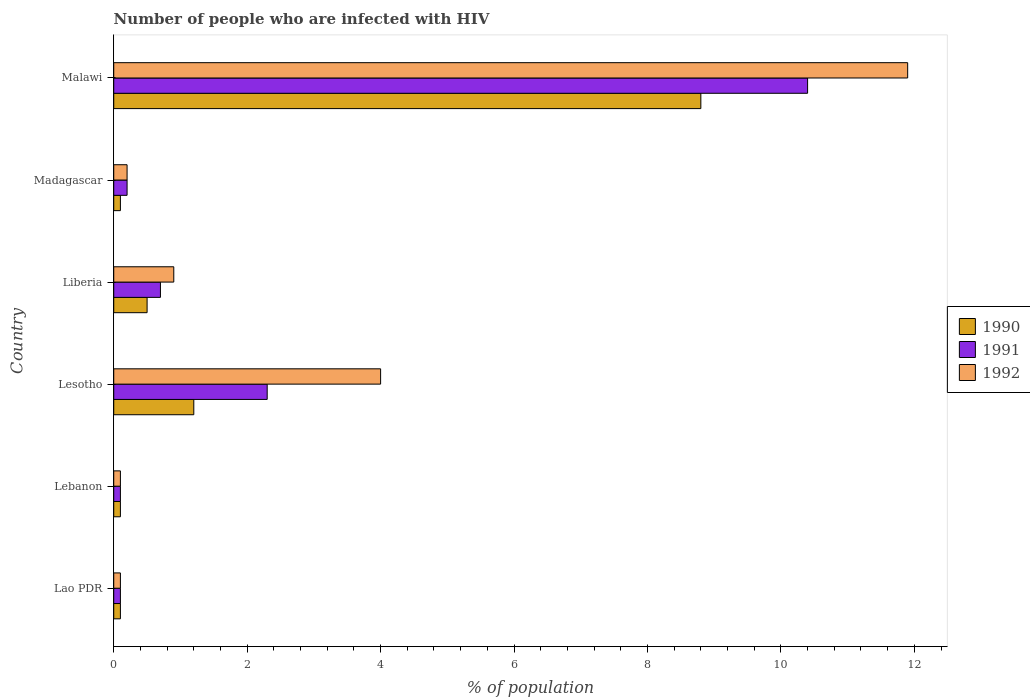 Number of people who are infected with HIV
Malawi
Madagascar
Liberia
Lesotho
Lebanon
Lao PDR
Country
0
2
4
6
8
10
12
% of population
1990
1991
1992